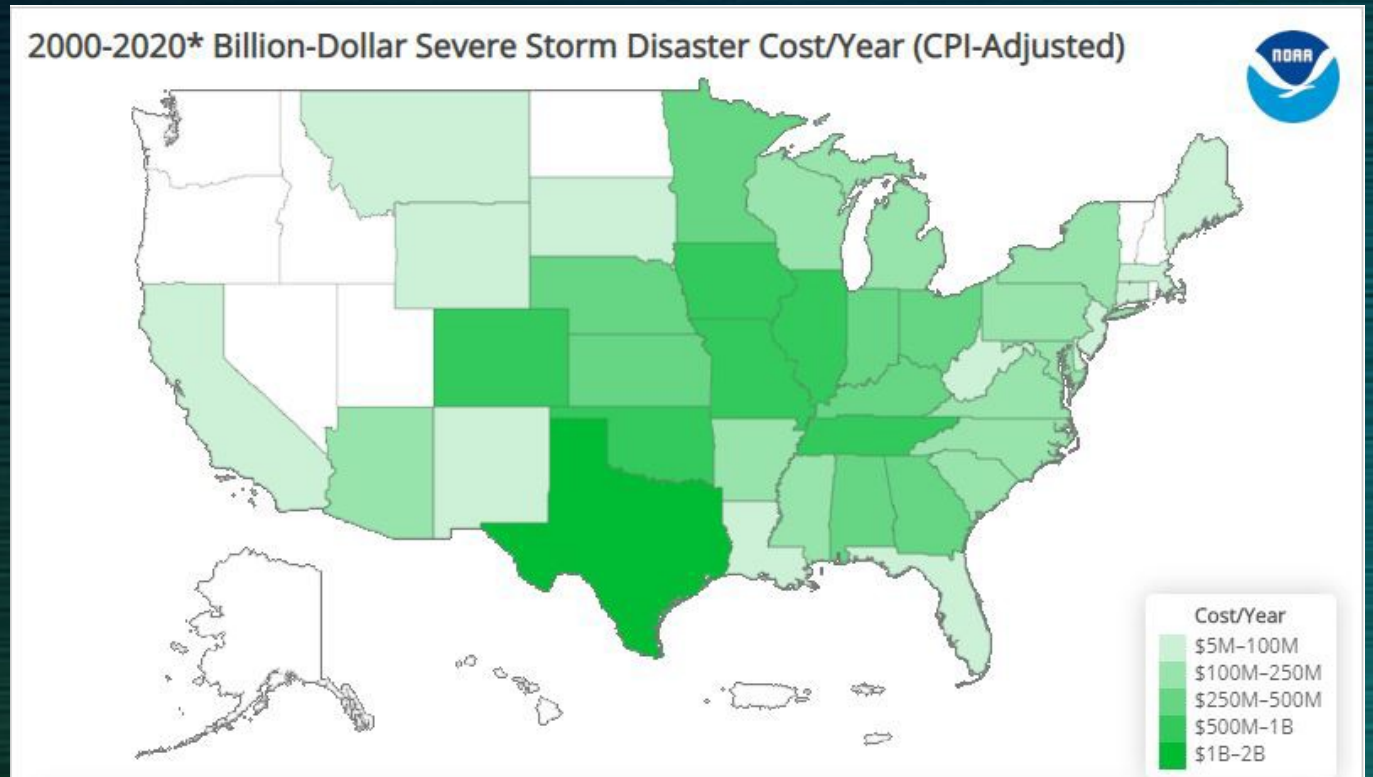 2000-2020* Billion-Dollar Severe Storm Disaster Cost/Year (CPI-Adjusted)
NOAA
Cost/Year
$5M–100M
$100M–250M
$250M–500M
$500M–1B
$1B–2B